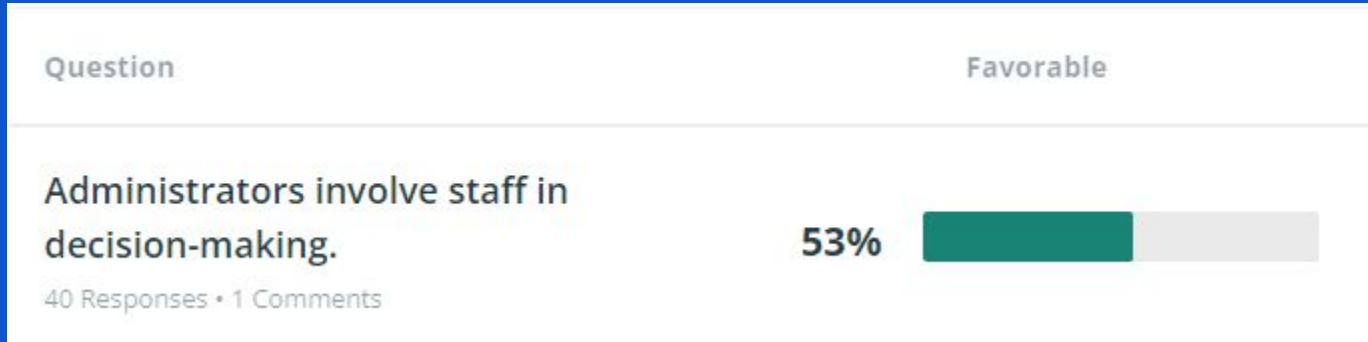 Question
Favorable
Administrators involve staff in
decision-making.
53%
40 Responses • 1 Comments